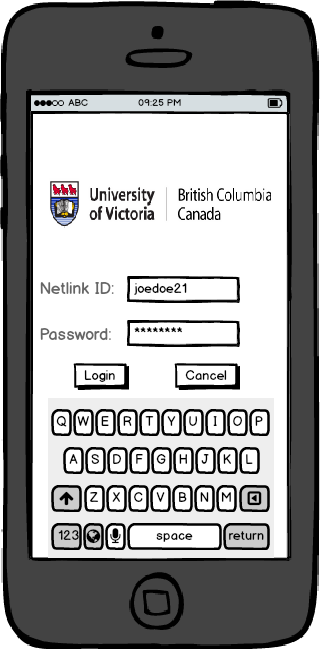 ABC 09:25 PM
University of Victoria
British Columbia Canada
Netlink ID: joedoe21
Password: ********
Login Cancel
Q W E R T Y U I O P
A S D F G H J K L
Z X C V B N M
123 space return